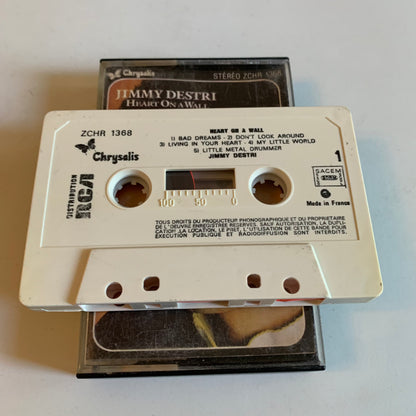 Chrysalis
STÉRÉO ZCHR 1368
JIMMY DESTRI
HEART ON A WALL
ZCHR 1368
HEART ON A WALL
1) BAD DREAMS - 2) DON'T LOOK AROUND
3) LIVING IN YOUR HEART - 4) MY LITTLE WORLD
5) LITTLE METAL DRUMMER
JIMMY DESTRI
Chrysalis
1
DISTRIBUTION
RCA
SACEM
Made in France
100 50 0
TOUS DROITS DU PRODUCTEUR PHONOGRAPHIQUE ET DU PROPRIETAIRE
DE L'OEUVRE ENREGISTREE RESERVES. SAUF AUTORISATION, LA DUPLI-
CATION, LA LOCATION, LE PRET, L'UTILISATION DE CETTE BANDE POUR
EXECUTION PUBLIQUE ET RADIODIFFUSION SONT INTERDITS.